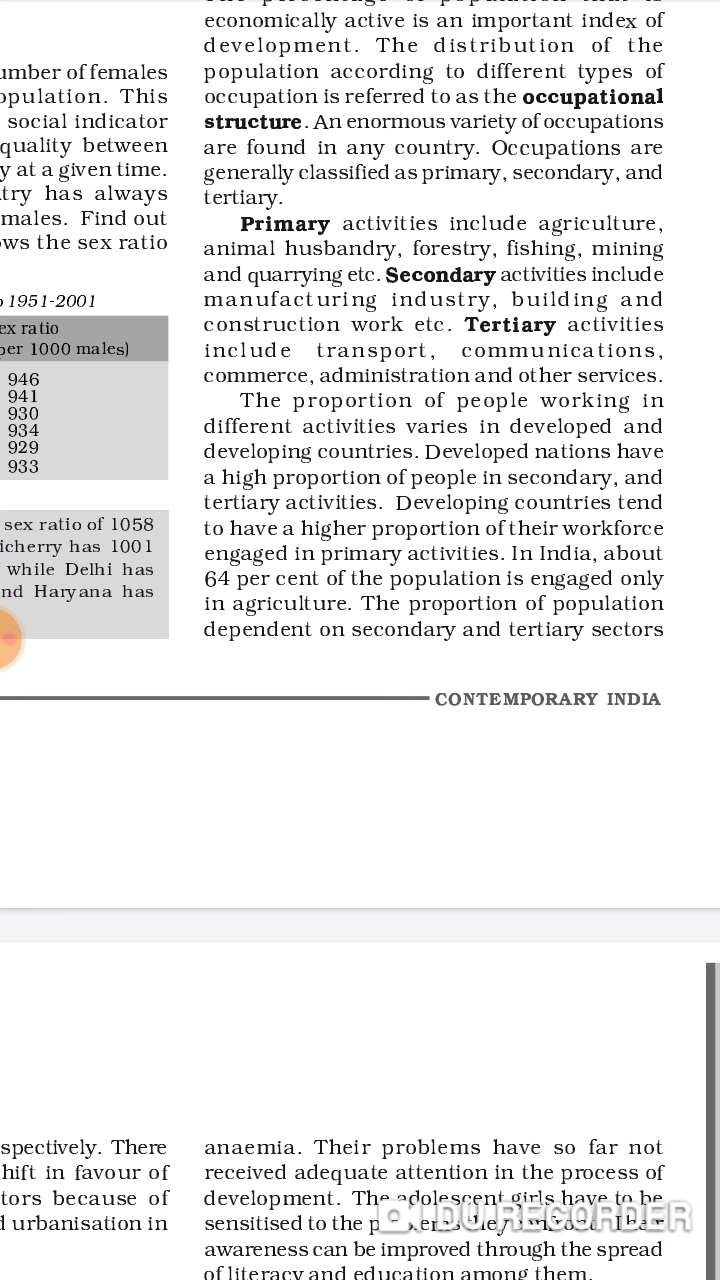 umber of females
opulation. This
social indicator
quality between
y at a given time.
try has always
males. Find out
ws the sex ratio
o 1951-2001
ex ratio
per 1000 males)
946
941
930
934
929
933
sex ratio of 1058
icherry has 1001
while Delhi has
nd Haryana has
economically active is an important index of
development. The distribution of the
population according to different types of
occupation is referred to as the occupational
structure. An enormous variety of occupations
are found in any country. Occupations are
generally classified as primary, secondary, and
tertiary.
Primary activities include agriculture,
animal husbandry, forestry, fishing, mining
and quarrying etc. Secondary activities include
manufacturing industry, building and
construction work etc. Tertiary activities
include transport, communications,
commerce, administration and other services.
The proportion of people working in
different activities varies in developed and
developing countries. Developed nations have
a high proportion of people in secondary, and
tertiary activities. Developing countries tend
to have a higher proportion of their workforce
engaged in primary activities. In India, about
64 per cent of the population is engaged only
in agriculture. The proportion of population
dependent on secondary and tertiary sectors
CONTEMPORARY INDIA
spectively. There
hift in favour of
tors because of
d urbanisation in
anaemia. Their problems have so far not
received adequate attention in the process of
development. The adolescent girls have to be
sensitised to the
awareness can be improved through the spread
of literacy and education among them.
DU RECORDER